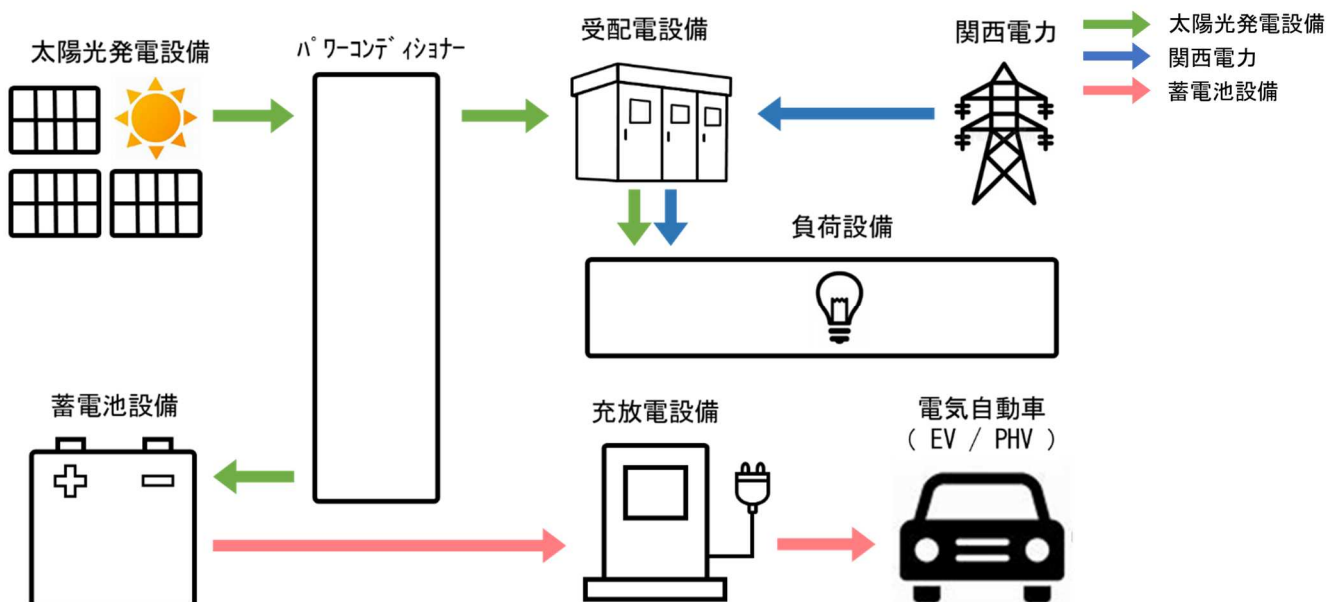 太陽光発電設備
ﾊﾟﾜｰｺﾝﾃﾞｨｼｮﾅｰ
受配電設備
関西電力
太陽光発電設備
関西電力
蓄電池設備
負荷設備
蓄電池設備
充放電設備
電気自動車
( EV / PHV )